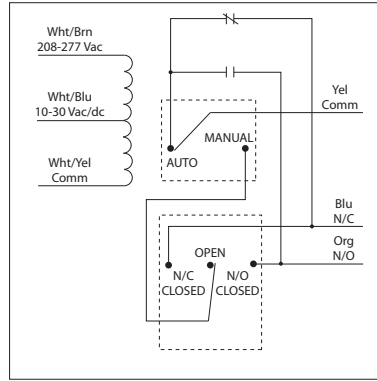 Wht/Brn
208-277 Vac
Wht/Blu
10-30 Vac/dc
Wht/Yel
Comm
Yel
Comm
MANUAL
AUTO
Blu
N/C
Org
N/O
OPEN
N/C
CLOSED
N/O
CLOSED